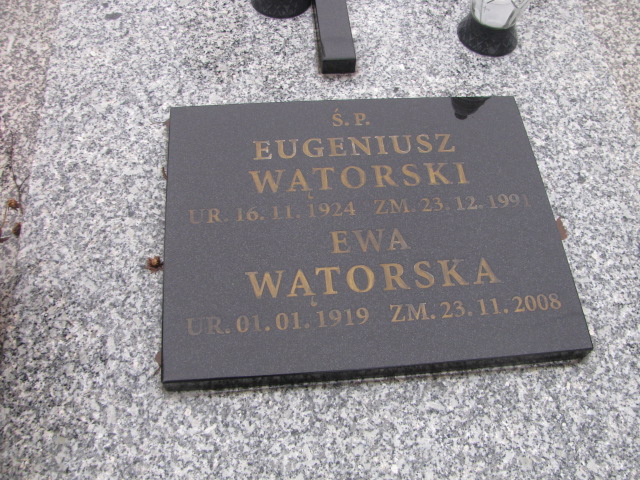 Ś. P.
EUGENIUSZ
WĄTORSKI
UR. 16. 11. 1924 ZM. 23. 12. 1991
EWA
WĄTORSKA
UR. 01. 01. 1919 ZM. 23. 11. 2008